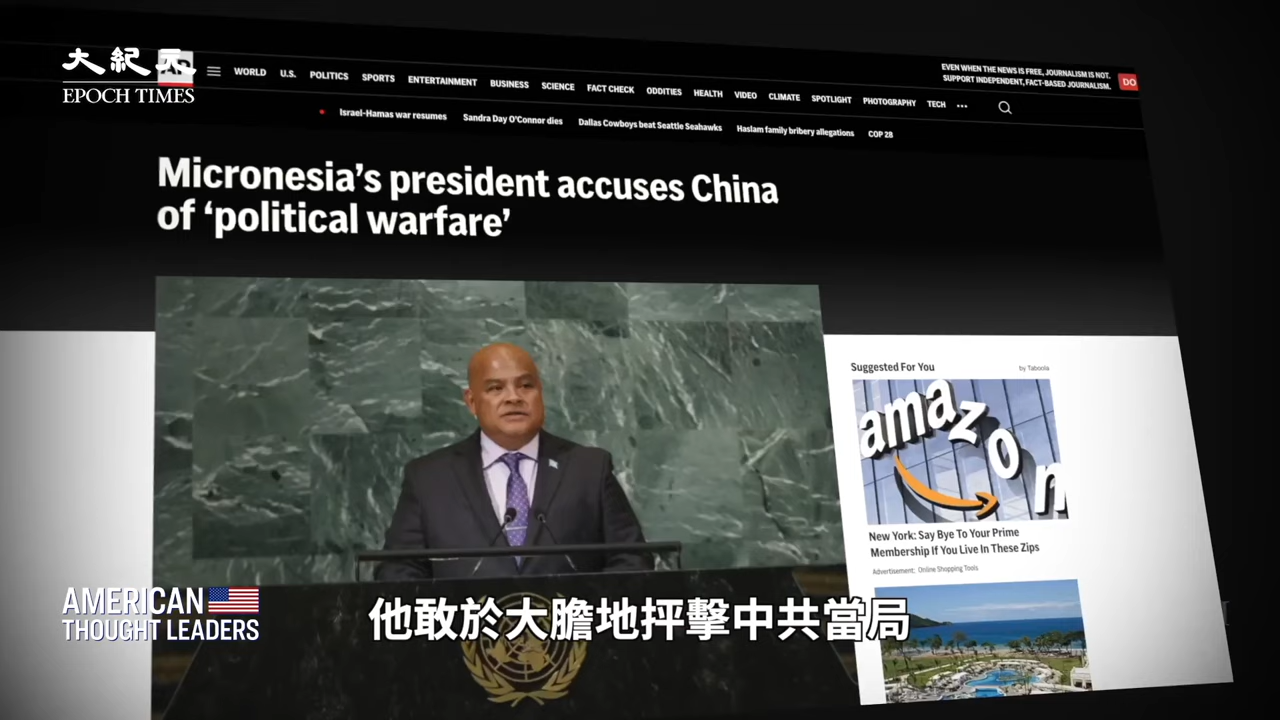 大紀元
EPOCH TIMES
WORLD U.S. POLITICS SPORTS ENTERTAINMENT BUSINESS SCIENCE FACT CHECK ODDITIES HEALTH VIDEO CLIMATE SPOTLIGHT PHOTOGRAPHY TECH •••
EVEN WHEN THE NEWS IS FREE, JOURNALISM IS NOT.
SUPPORT INDEPENDENT, FACT-BASED JOURNALISM.
DO
Israel-Hamas war resumes Sandra Day O'Connor dies Dallas Cowboys beat Seattle Seahawks Haslam family bribery allegations COP 28
Micronesia's president accuses China
of ‘political warfare’
Suggested For You
by Taboola
amazon
New York: Say Bye To Your Prime
Membership If You Live In These Zips
Advertisement: Online Shopping Tools
AMERICAN
THOUGHT LEADERS
他敢於大膽地抨擊中共當局